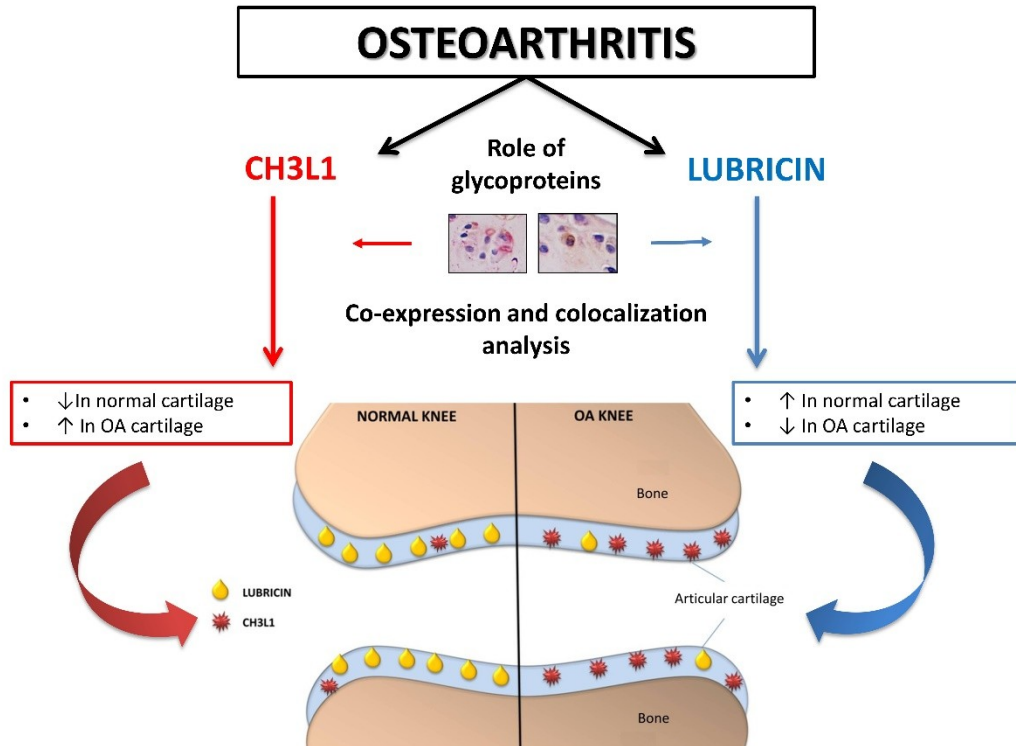 OSTEOARTHRITIS
CH3L1
Role of
glycoproteins
LUBRICIN
Co-expression and colocalization
analysis
• ↓In normal cartilage
• ↑ In OA cartilage
• ↑ In normal cartilage
• ↓ In OA cartilage
NORMAL KNEE
OA KNEE
Bone
LUBRICIN
CH3L1
Articular cartilage
Bone